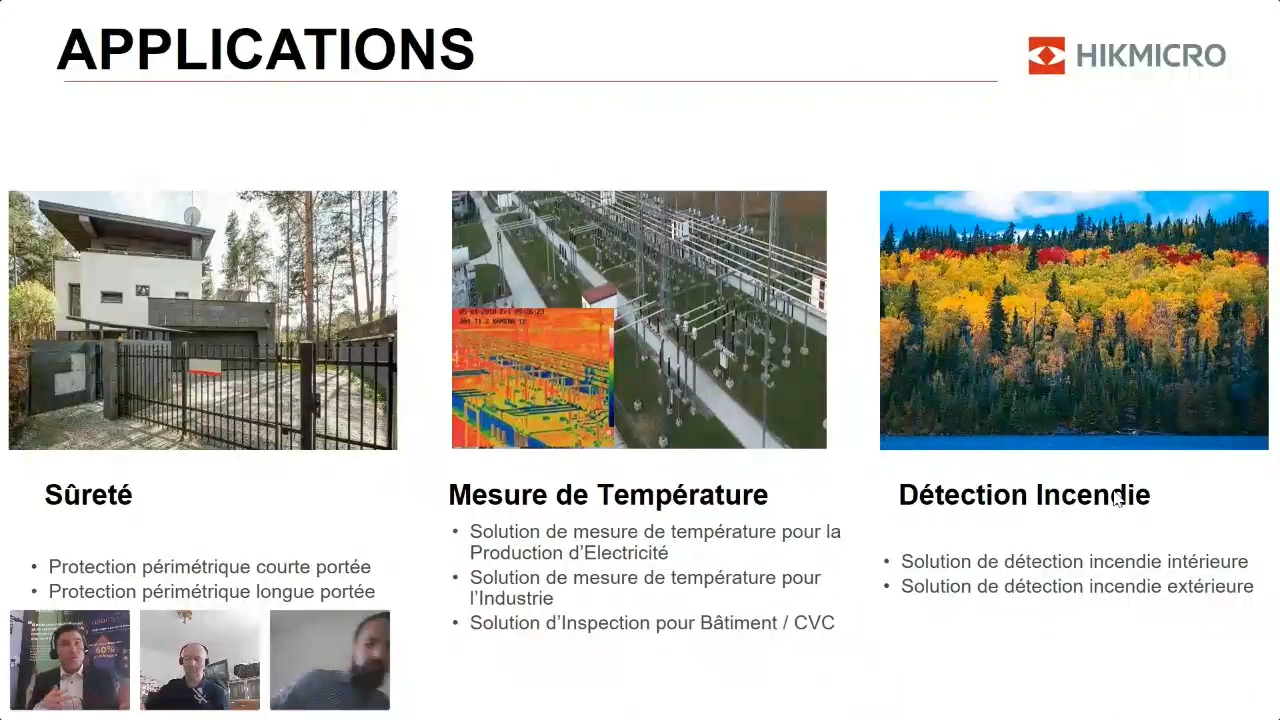 APPLICATIONS
HIKMICRO
Sûreté
• Protection périmétrique courte portée
• Protection périmétrique longue portée
Mesure de Température
• Solution de mesure de température pour la
Production d'Electricité
• Solution de mesure de température pour
l'Industrie
• Solution d'Inspection pour Bâtiment / CVC
Détection Incendie
• Solution de détection incendie intérieure
• Solution de détection incendie extérieure
60%